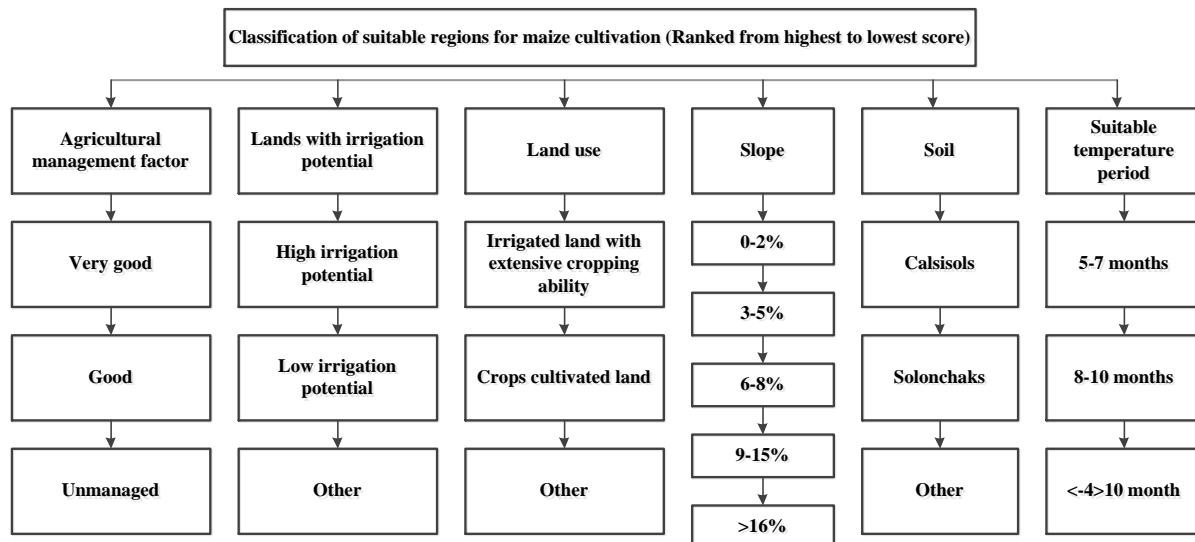 Classification of suitable regions for maize cultivation (Ranked from highest to lowest score)
Agricultural
management factor
Lands with irrigation
potential
Land use
Slope
Soil
Suitable
temperature
period
Very good
High irrigation
potential
Irrigated land with
extensive cropping
ability
0-2%
Calsisols
5-7 months
3-5%
Good
Low irrigation
potential
Crops cultivated land
6-8%
Solonchaks
8-10 months
9-15%
Unmanaged
Other
Other
Other
<-4>10 month
>16%